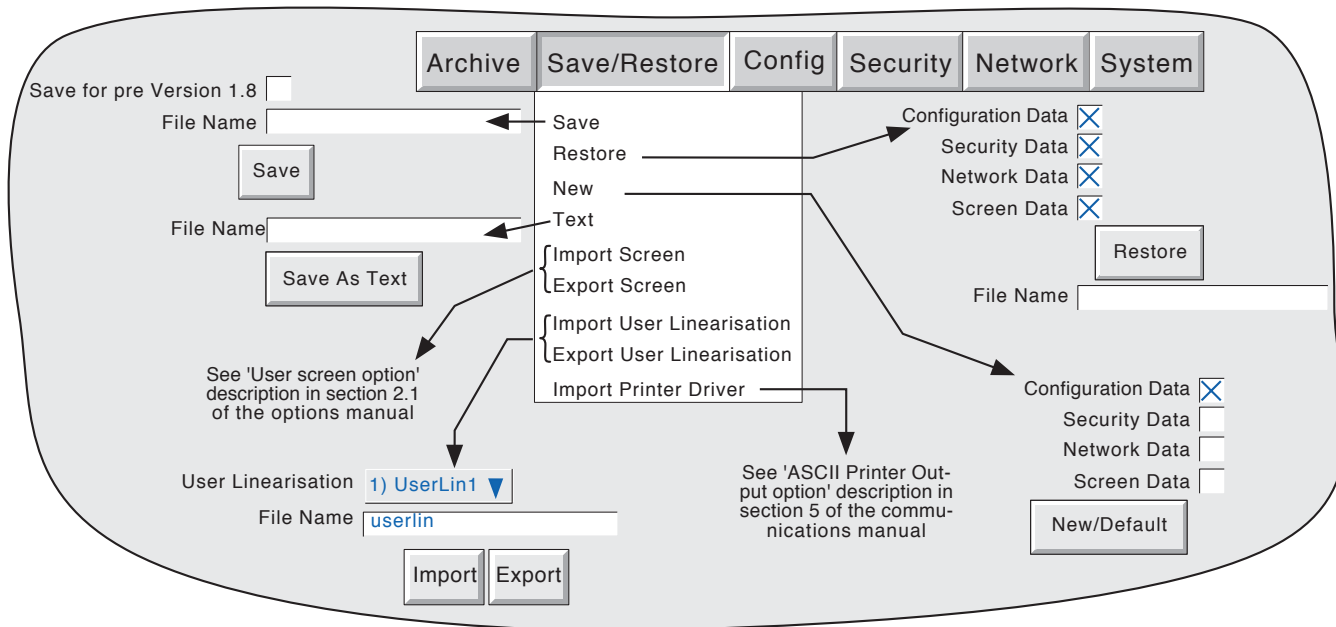 Archive
Save/Restore
Config
Security
Network
System
Save for pre Version 1.8
File Name
Save
File Name
Save As Text
Save
Restore
New
Text
Import Screen
Export Screen
Import User Linearisation
Export User Linearisation
Import Printer Driver
Configuration Data
Security Data
Network Data
Screen Data
Restore
File Name
See 'User screen option'
description in section 2.1
of the options manual
User Linearisation
1) UserLin1
File Name
userlin
Import
Export
See 'ASCII Printer Out-
put option' description in
section 5 of the commu-
nications manual
Configuration Data
Security Data
Network Data
Screen Data
New/Default